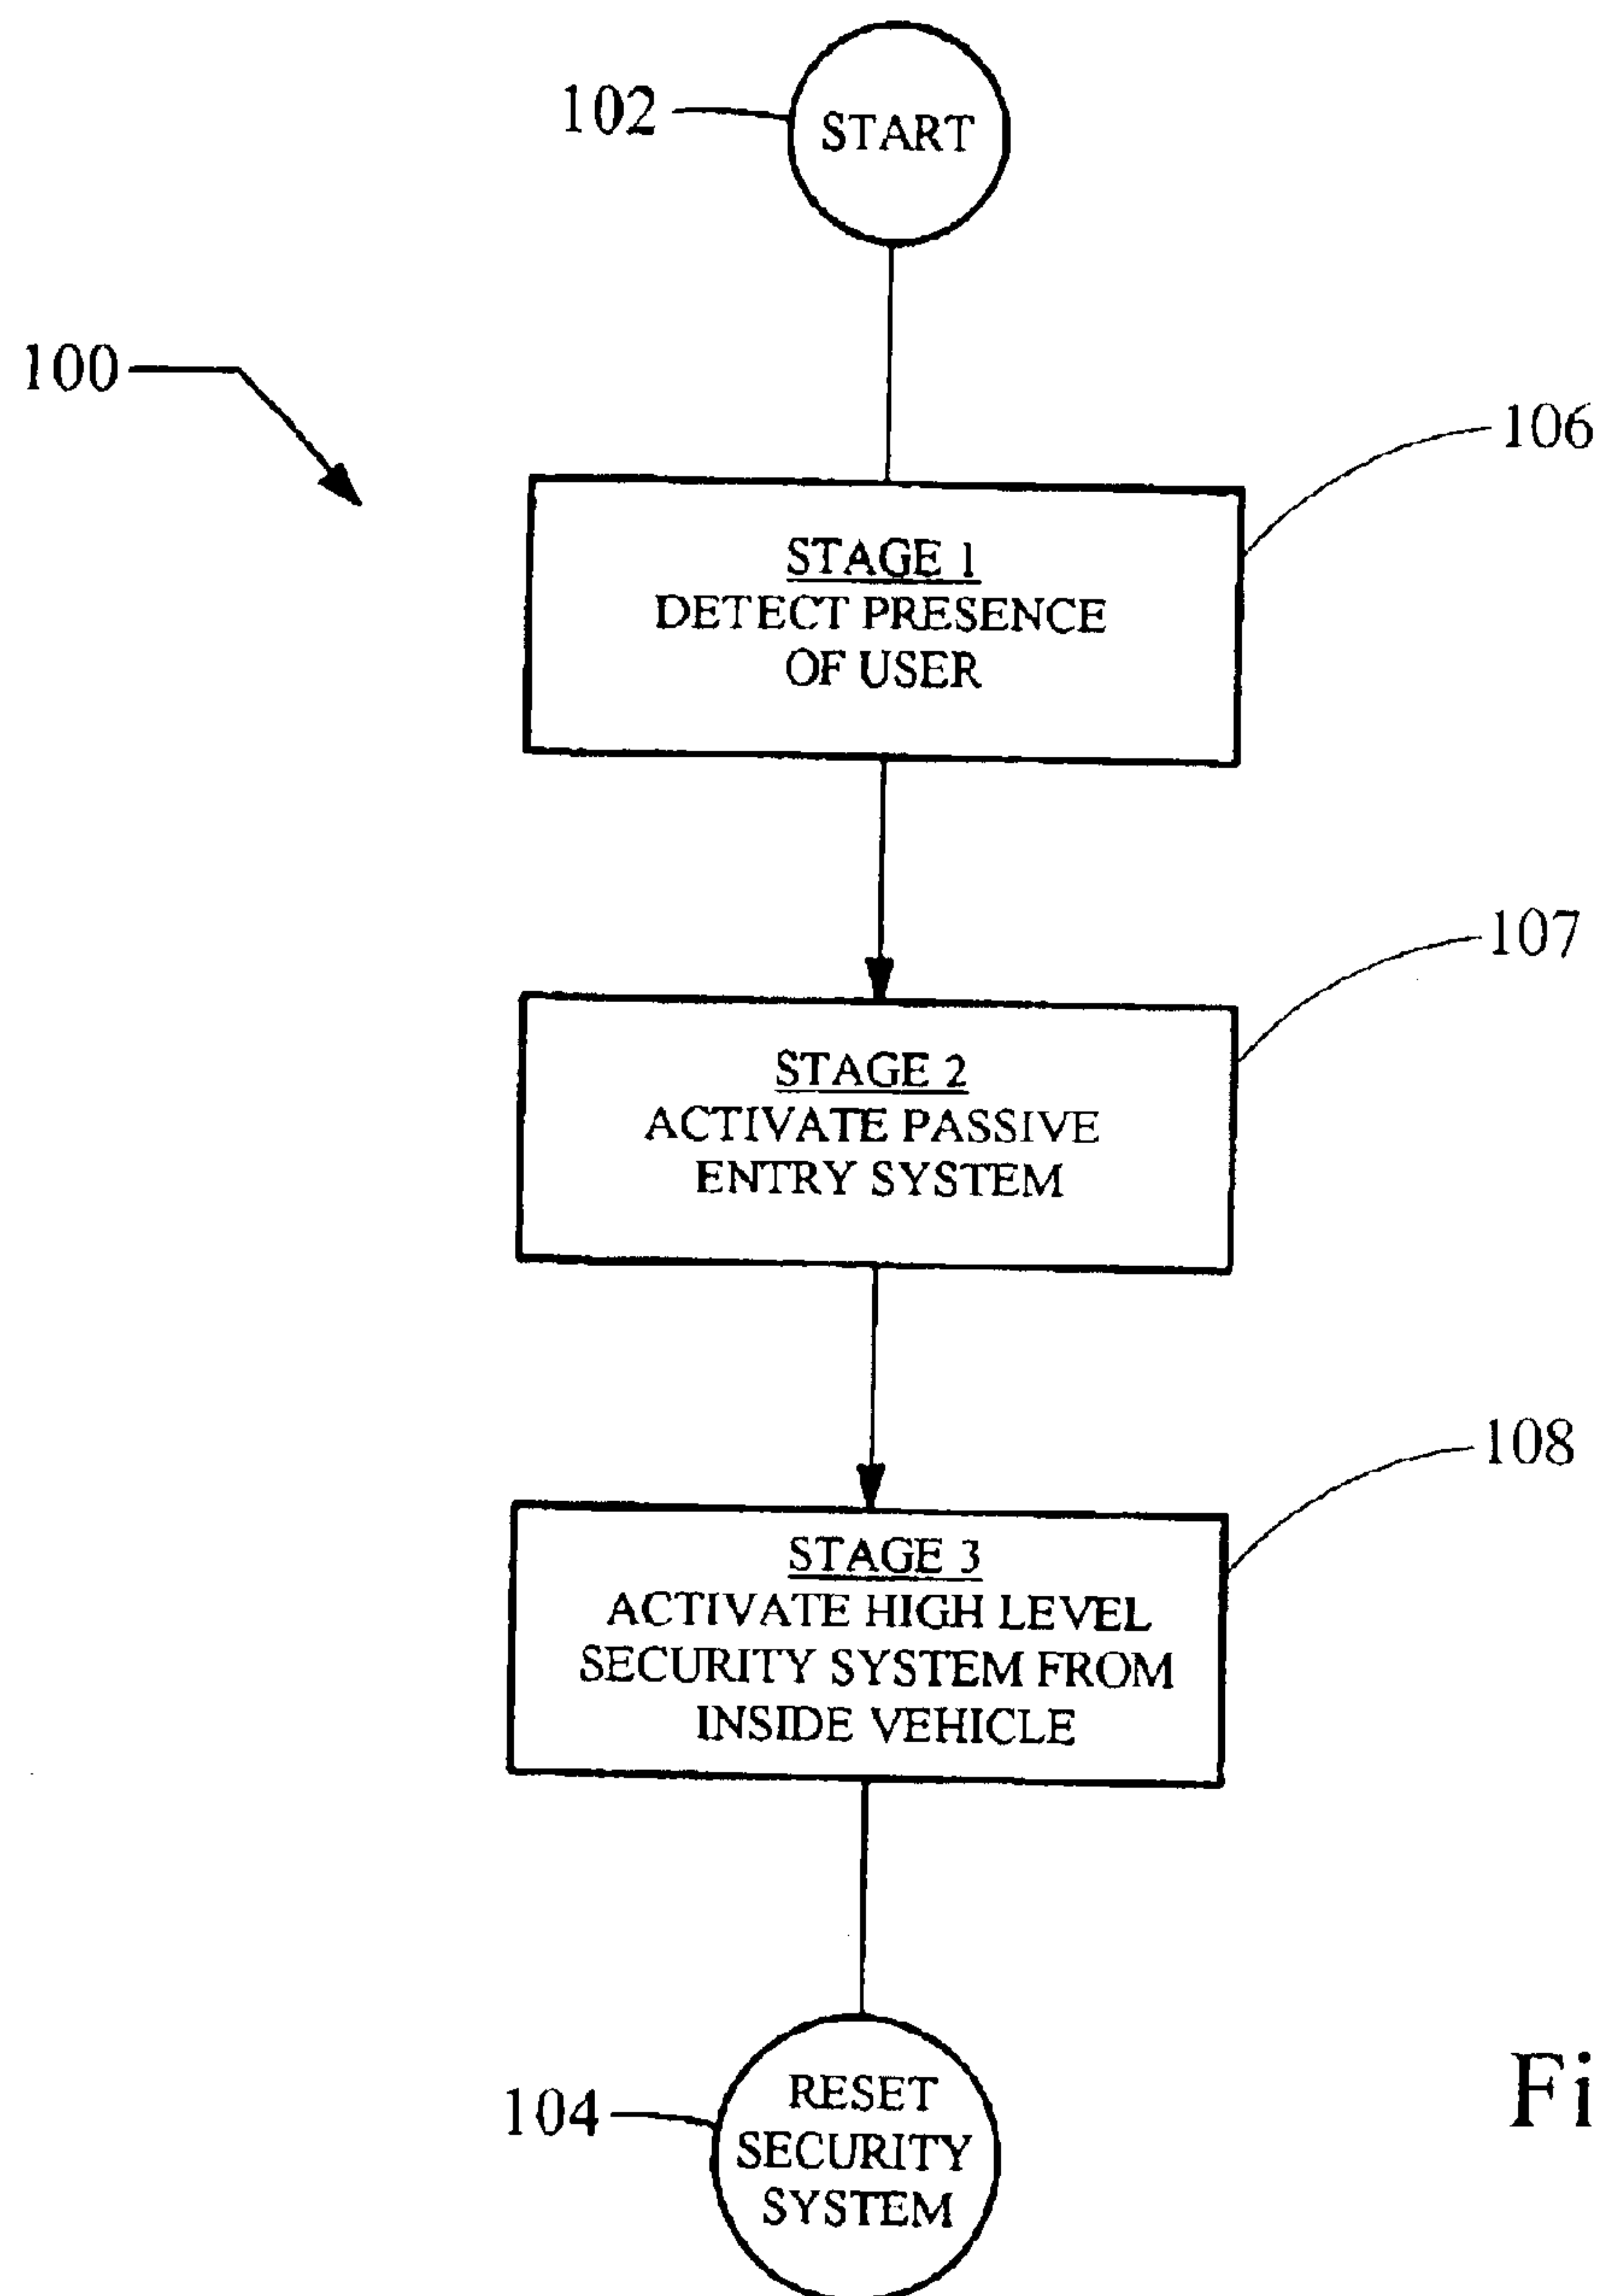 102
START
100
106
STAGE 1
DETECT PRESENCE
OF USER
107
STAGE 2
ACTIVATE PASSIVE
ENTRY SYSTEM
108
STAGE 3
ACTIVATE HIGH LEVEL
SECURITY SYSTEM FROM
INSIDE VEHICLE
104
RESET
SECURITY
SYSTEM
Fi